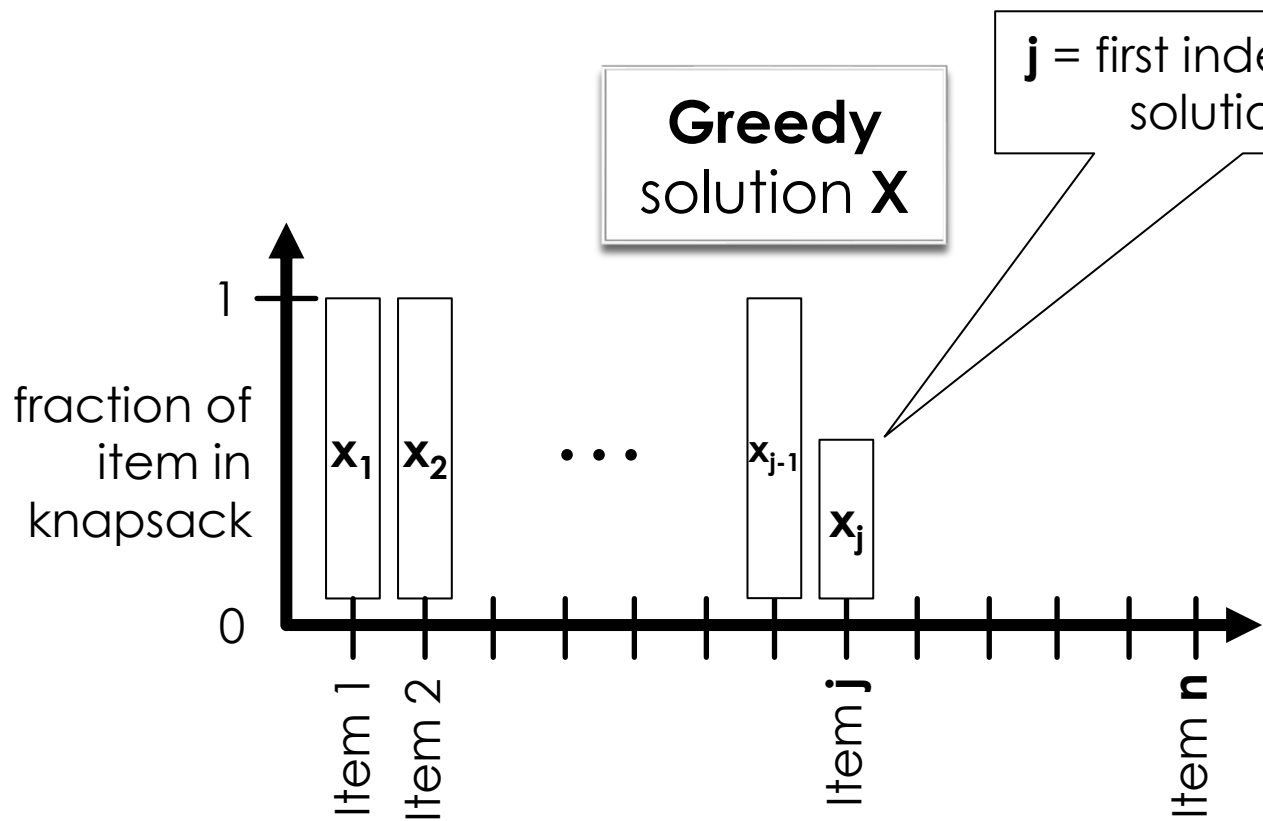 j = first inde
solutio
Greedy
solution X
1
fraction of
item in
knapsack
0
x₁
x₂
...
xⱼ₋₁
xⱼ
Item 1
Item 2
Item j
Item n